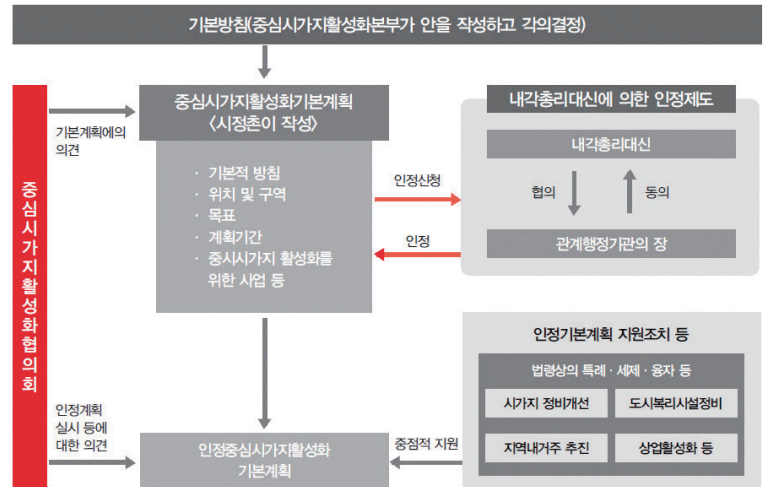 기본방침(중심시가지활성화본부가 안을 작성하고 각의결정)
중심시가지활성화협의회
기본계획에의
의견
중심시가지활성화기본계획
〈시정촌이 작성〉
· 기본적 방침
· 위치 및 구역
· 목표
· 계획기간
· 중시시가지 활성화를
위한 사업 등
인정신청
인정
내각총리대신에 의한 인정제도
내각총리대신
협의
동의
관계행정기관의 장
인정계획
실시 등에
대한 의견
인정중심시가지활성화
기본계획
중점적 지원
인정기본계획 지원조치 등
법령상의 특례 · 세제 · 융자 등
시가지 정비개선
도시복리시설정비
지역내거주 추진
상업활성화 등